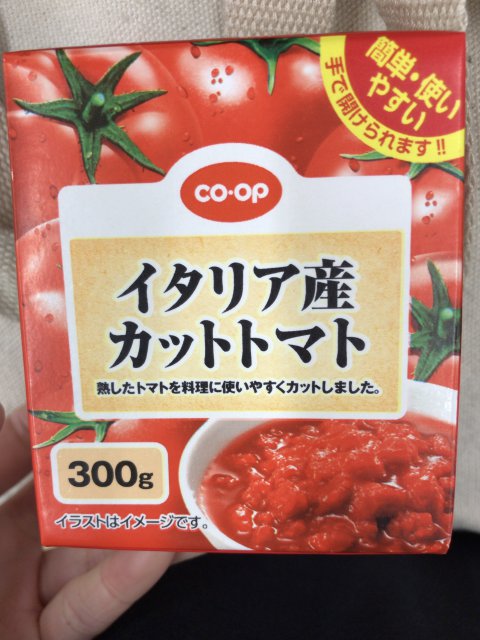 簡単・使い
やすい
手で開けられます!!
CO·OP
イタリア産
カットトマト
熟したトマトを料理に使いやすくカットしました。
300g
イラストはイメージです。